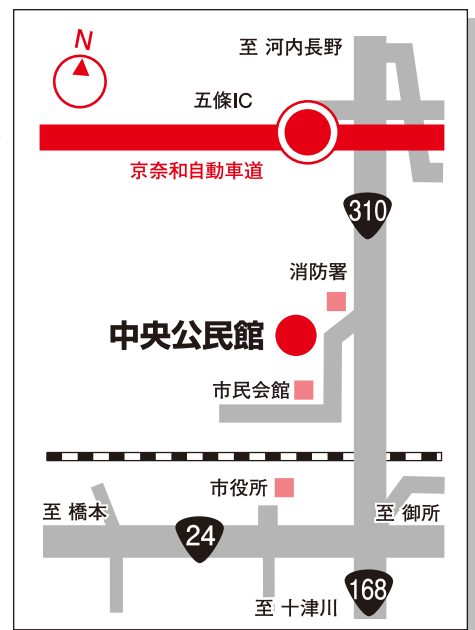 N
至 河内長野
五條IC
京奈和自動車道
310
消防署
中央公民館
市民会館
市役所
至 橋本
至 御所
24
168
至 十津川